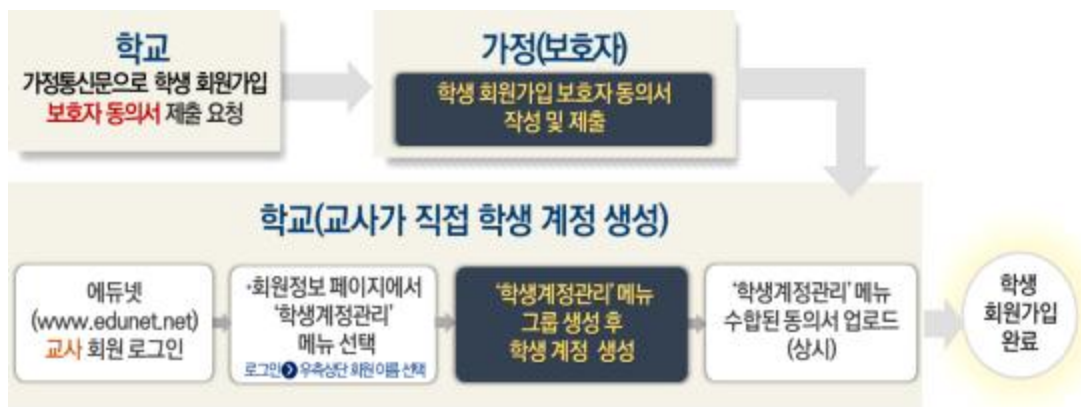 학교
가정통신문으로 학생 회원가입
보호자 동의서 제출 요청
가정(보호자)
학생 회원가입 보호자 동의서
작성 및 제출
학교(교사가 직접 학생 계정 생성)
에듀넷
(www.edunet.net)
교사 회원 로그인
·회원정보 페이지에서
‘학생계정관리’
메뉴 선택
로그인 > 우측상단 회원 이름 선택
‘학생계정관리’ 메뉴
그룹 생성 후
학생 계정 생성
‘학생계정관리’ 메뉴
수합된 동의서 업로드
(상시)
학생
회원가입
완료